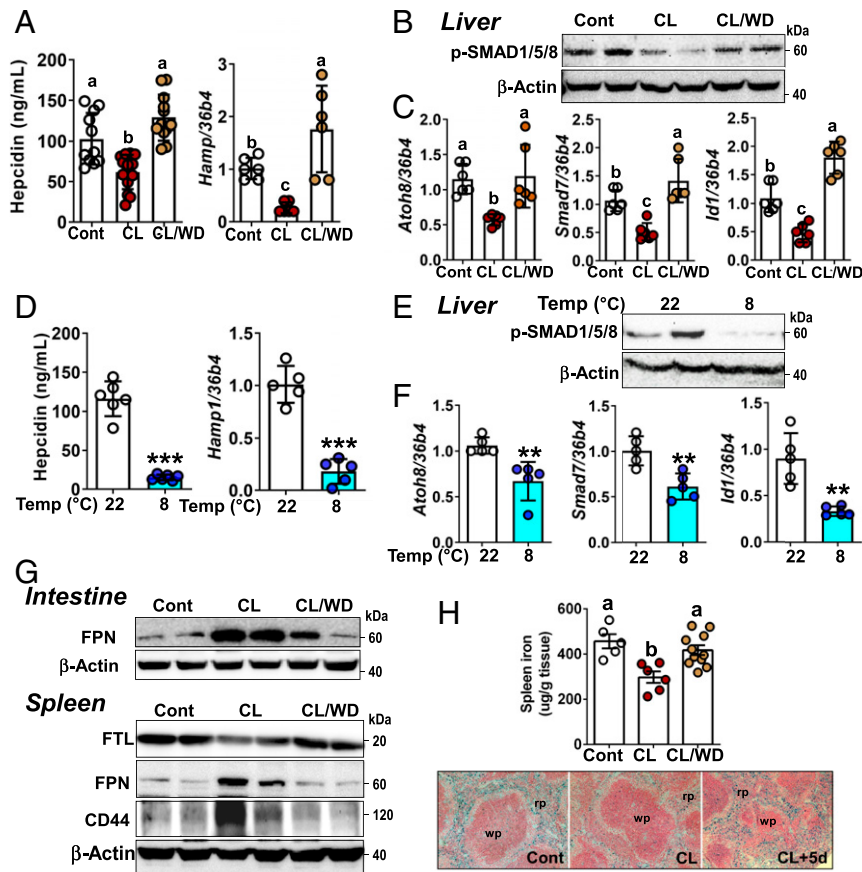 A
Hepcidin (ng/mL)
200
150
100
50
0
a
b
a
Cont CL CL/WD
Hamp/36b4
3
2
1
0
b
c
a
Cont CL CL/WD
B Liver Cont CL CL/WD kDa
p-SMAD1/5/8 60
β-Actin 40
C
Atoh8/36b4
2.0
1.5
1.0
0.5
0.0
a
b
a
Cont CL CL/WD
Smad7/36b4
2.5
2.0
1.5
1.0
0.5
0.0
b
c
a
Cont CL CL/WD
Id1/36b4
2.5
2.0
1.5
1.0
0.5
0.0
b
c
a
Cont CL CL/WD
D
Hepcidin (ng/mL)
200
150
100
50
0
***
Temp (°C) 22 8
Hamp1/36b4
1.5
1.0
0.5
0.0
***
Temp (°C) 22 8
E Liver Temp (°C) 22 8
kDa
p-SMAD1/5/8 60
β-Actin 40
F
Atoh8/36b4
1.5
1.0
0.5
0.0
**
Temp (°C) 22 8
Smad7/36b4
1.5
1.0
0.5
0.0
**
22 8
Id1/36b4
1.5
1.0
0.5
0.0
**
22 8
G
Intestine
Cont CL CL/WD kDa
FPN 60
β-Actin 40
Spleen
Cont CL CL/WD kDa
FTL 20
FPN 60
CD44 120
β-Actin 40
H
Spleen iron
(ug/g tissue)
600
400
200
0
a
b
a
Cont CL CL/WD
rp wp Cont
rp wp CL
rp wp CL+5d